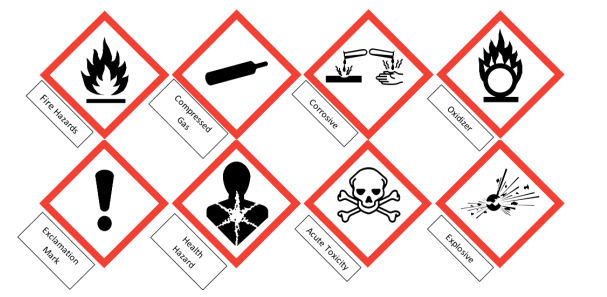 Fire Hazards
Compressed
Gas
Corrosive
Oxidizer
Exclamation
Mark
Health
Hazard
Acute Toxicity
Explosive